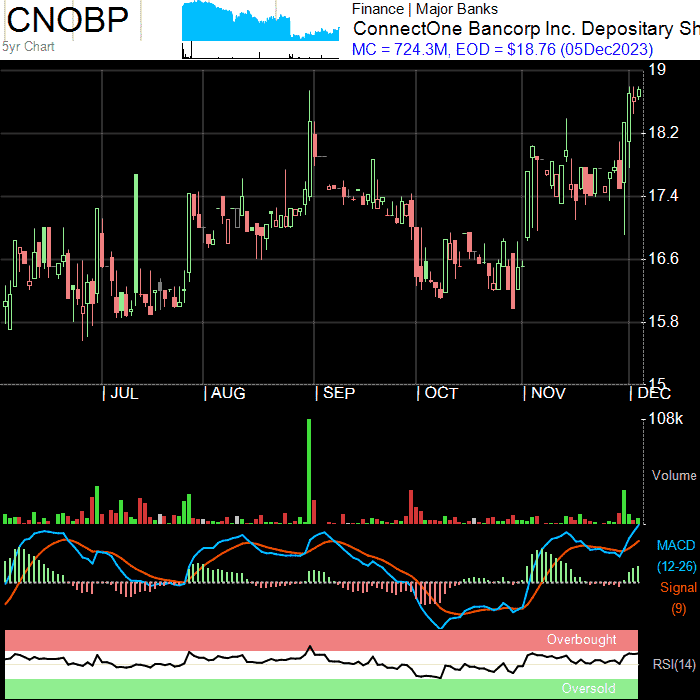 CNOBP
5yr Chart
Finance | Major Banks
ConnectOne Bancorp Inc. Depositary Sh
MC = 724.3M, EOD = $18.76 (05Dec2023)
19
18.2
17.4
16.6
15.8
15
JUL AUG SEP OCT NOV DEC
108k
Volume
MACD
(12-26)
Signal
(9)
Overbought
RSI(14)
Oversold